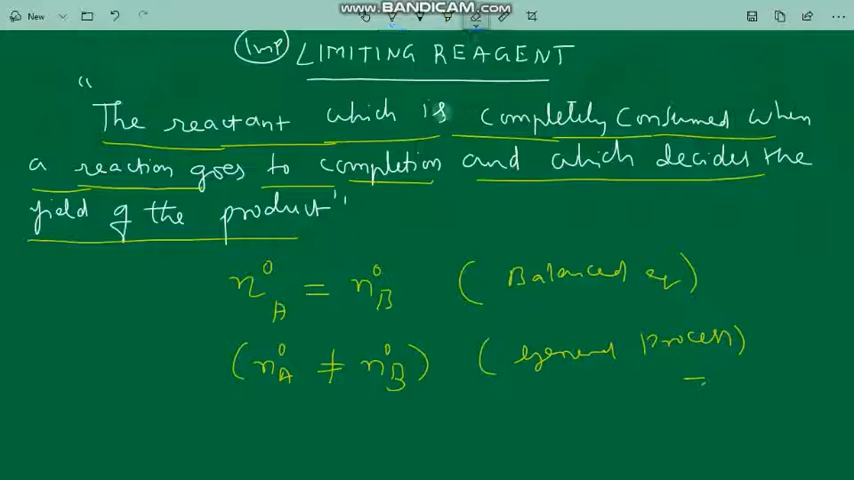 www.BANDICAM.com
New
Imp LIMITING REAGENT
"The reactant which is completely consumed when
a reaction goes to completion and which decides the
yield of the product"
n°A = n°B (Balanced eq)
(n°A ≠ n°B) (general process)